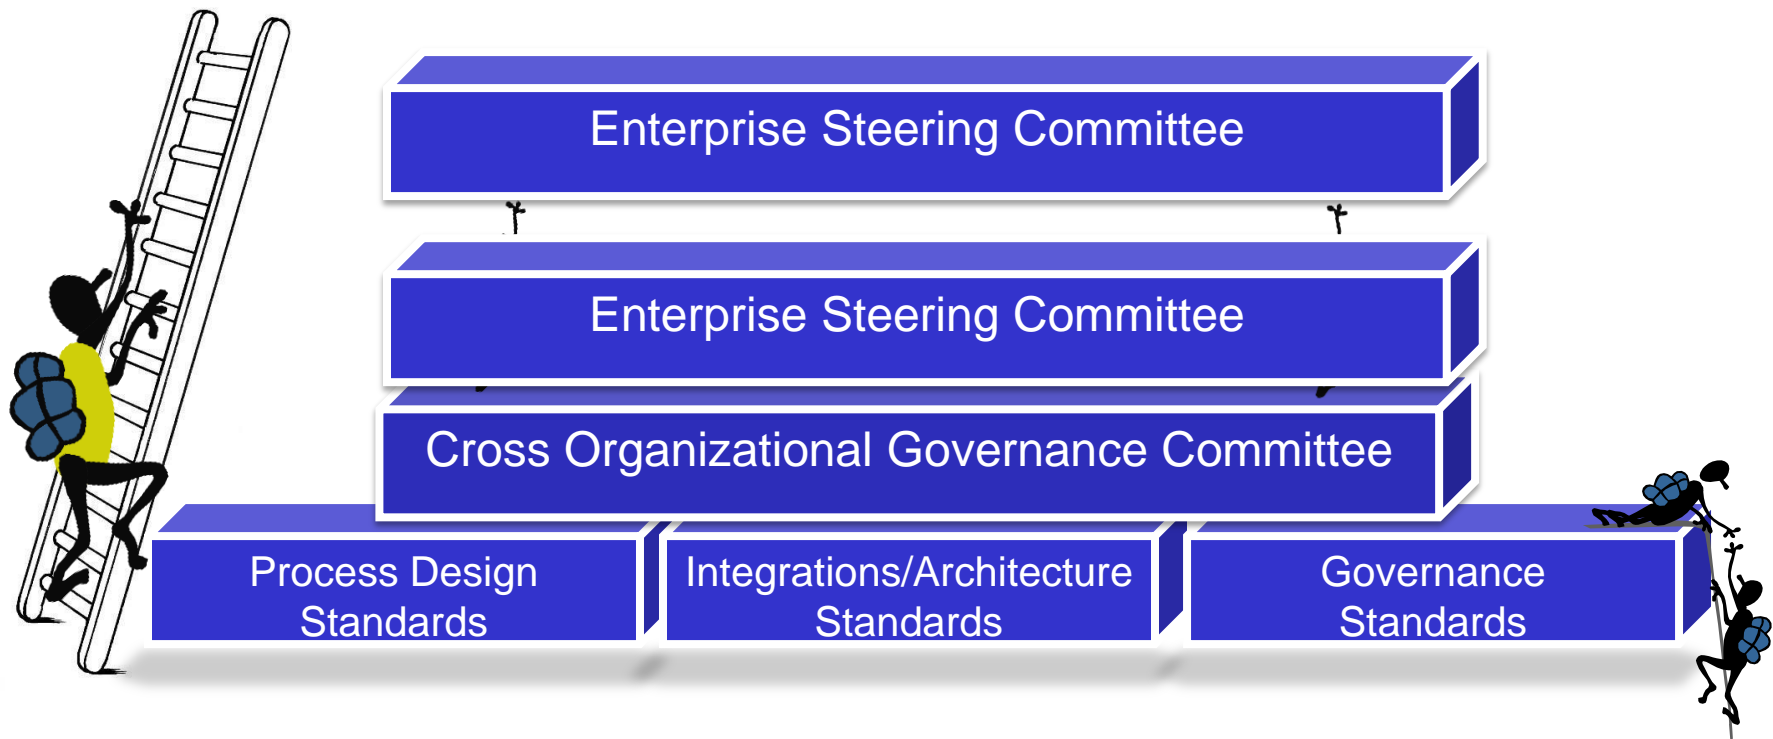 Enterprise Steering Committee
Enterprise Steering Committee
Cross Organizational Governance Committee
Process Design
Standards
Integrations/Architecture
Standards
Governance
Standards